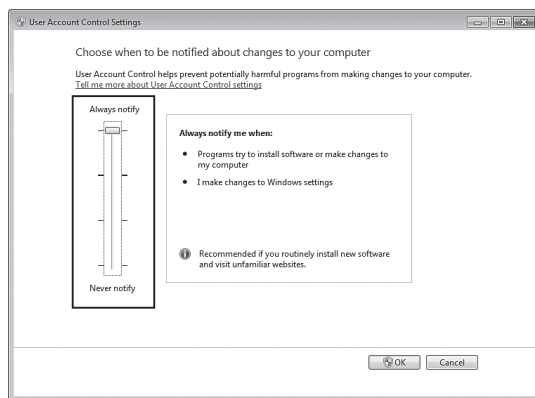 User Account Control Settings
Choose when to be notified about changes to your computer
User Account Control helps prevent potentially harmful programs from making changes to your computer.
Tell me more about User Account Control settings
Always notify
Never notify
Always notify me when:
• Programs try to install software or make changes to
my computer
• I make changes to Windows settings
Recommended if you routinely install new software
and visit unfamiliar websites.
OK
Cancel